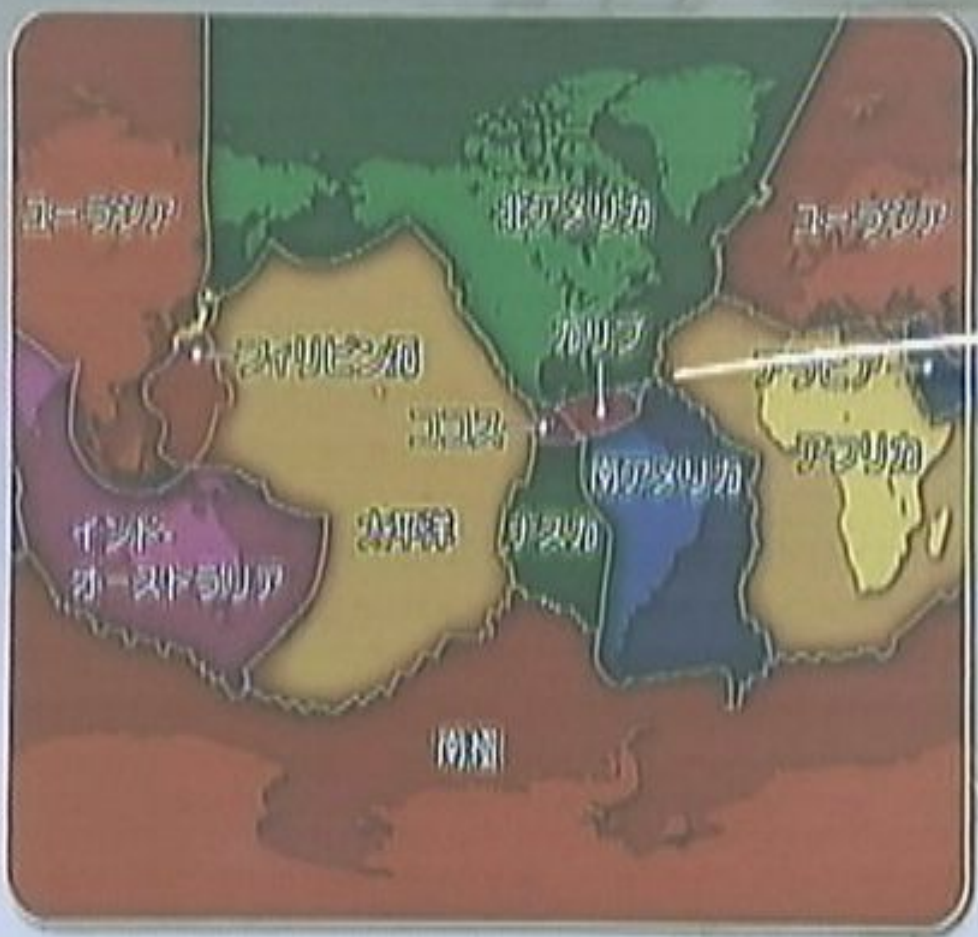 ユーラシア
北アメリカ
ユーラシア
カリブ
フィリピン海
アラビア
ココス
アフリカ
南アメリカ
インド・
オーストラリア
太平洋
ナスカ
南極